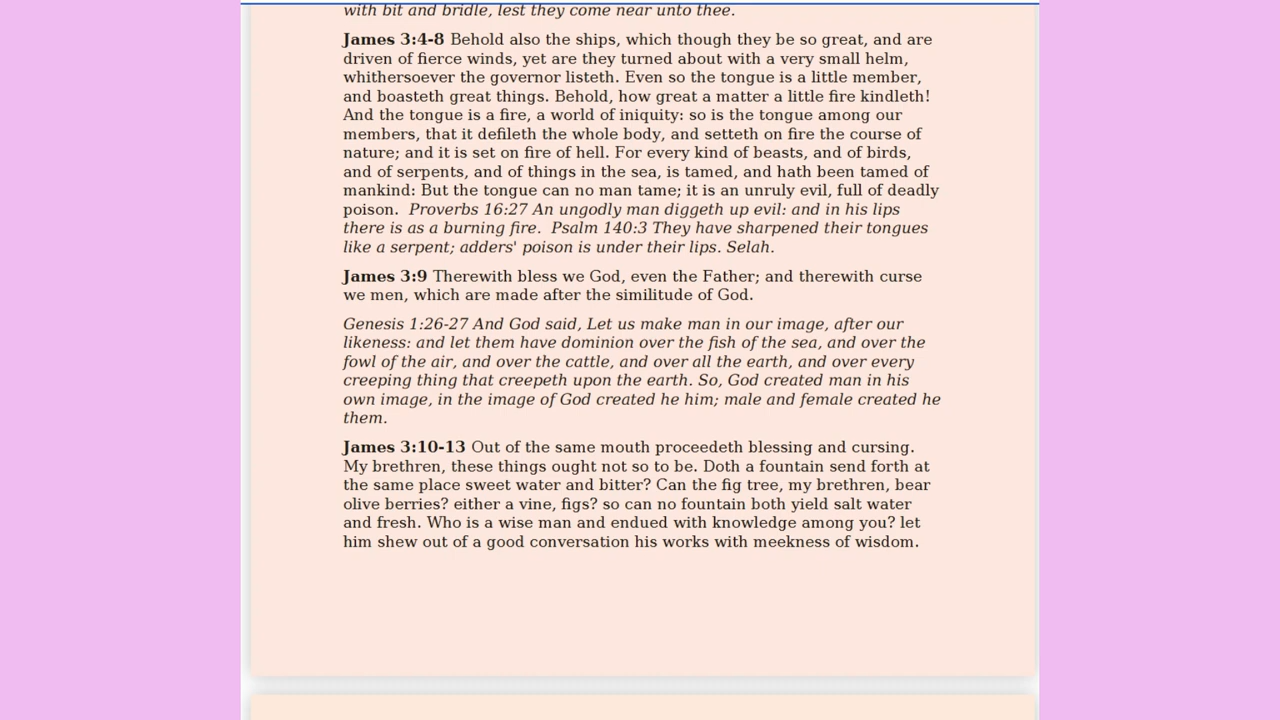 with bit and bridle, lest they come near unto thee.
James 3:4-8 Behold also the ships, which though they be so great, and are
driven of fierce winds, yet are they turned about with a very small helm,
whithersoever the governor listeth. Even so the tongue is a little member,
and boasteth great things. Behold, how great a matter a little fire kindleth!
And the tongue is a fire, a world of iniquity: so is the tongue among our
members, that it defileth the whole body, and setteth on fire the course of
nature; and it is set on fire of hell. For every kind of beasts, and of birds,
and of serpents, and of things in the sea, is tamed, and hath been tamed of
mankind: But the tongue can no man tame; it is an unruly evil, full of deadly
poison.  Proverbs 16:27 An ungodly man diggeth up evil: and in his lips
there is as a burning fire.  Psalm 140:3 They have sharpened their tongues
like a serpent; adders' poison is under their lips. Selah.
James 3:9 Therewith bless we God, even the Father; and therewith curse
we men, which are made after the similitude of God.
Genesis 1:26-27 And God said, Let us make man in our image, after our
likeness: and let them have dominion over the fish of the sea, and over the
fowl of the air, and over the cattle, and over all the earth, and over every
creeping thing that creepeth upon the earth. So, God created man in his
own image, in the image of God created he him; male and female created he
them.
James 3:10-13 Out of the same mouth proceedeth blessing and cursing.
My brethren, these things ought not so to be. Doth a fountain send forth at
the same place sweet water and bitter? Can the fig tree, my brethren, bear
olive berries? either a vine, figs? so can no fountain both yield salt water
and fresh. Who is a wise man and endued with knowledge among you? let
him shew out of a good conversation his works with meekness of wisdom.